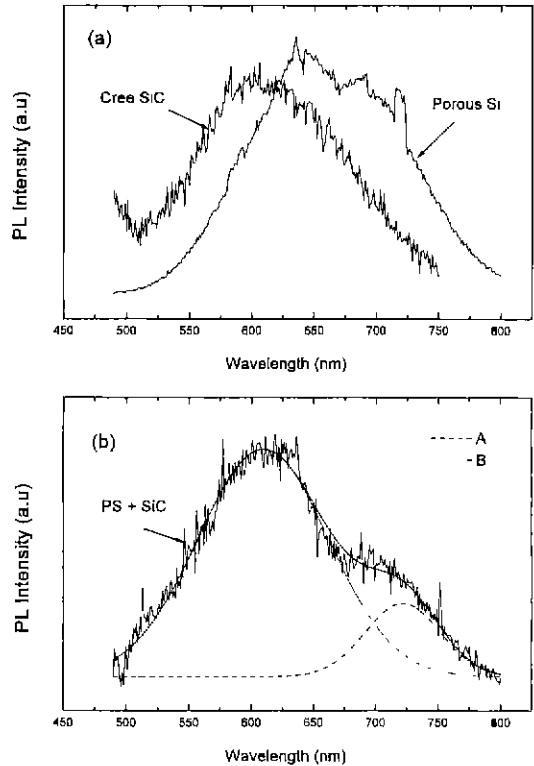 (a)
Cree SiC
Porous Si
PL Intensity (a.u)
450 500 550 600 650 700 750 800
Wavelength (nm)
(b)
A
B
PS + SiC
PL Intensity (a.u)
450 500 550 600 650 700 750 800
Wavelength (nm)